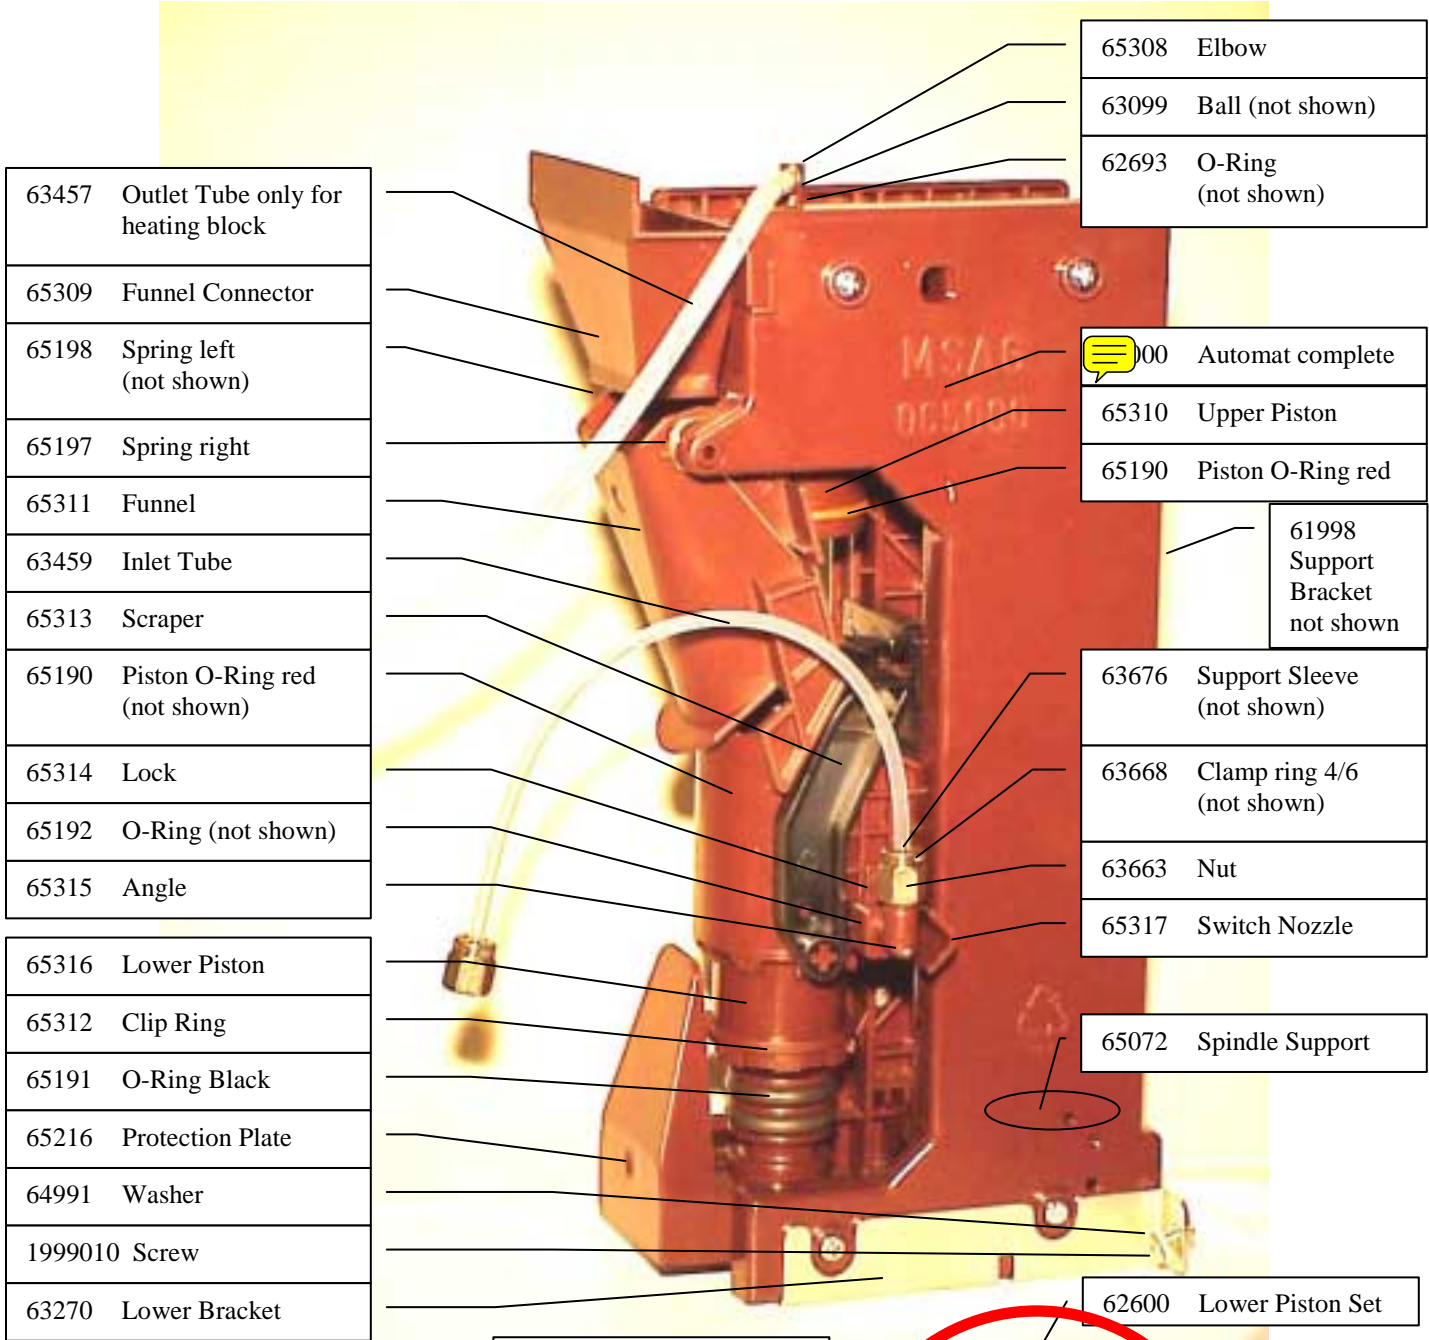 63457 Outlet Tube only for
heating block
65309 Funnel Connector
65198 Spring left
(not shown)
65197 Spring right
65311 Funnel
63459 Inlet Tube
65313 Scraper
65190 Piston O-Ring red
(not shown)
65314 Lock
65192 O-Ring (not shown)
65315 Angle
65316 Lower Piston
65312 Clip Ring
65191 O-Ring Black
65216 Protection Plate
64991 Washer
1999010 Screw
63270 Lower Bracket
MSAG
65308 Elbow
63099 Ball (not shown)
62693 O-Ring
(not shown)
000 Automat complete
65310 Upper Piston
65190 Piston O-Ring red
61998
Support
Bracket
not shown
63676 Support Sleeve
(not shown)
63668 Clamp ring 4/6
(not shown)
63663 Nut
65317 Switch Nozzle
65072 Spindle Support
62600 Lower Piston Set